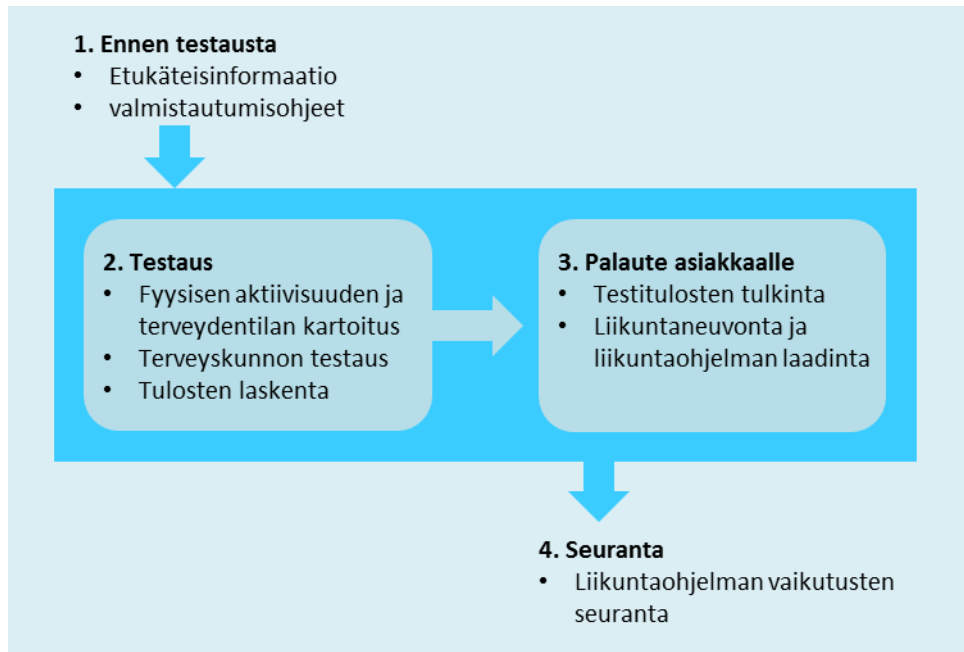 1. Ennen testausta
• Etukäteisinformaatio
• valmistautumisohjeet
2. Testaus
• Fyysisen aktiivisuuden ja
terveydentilan kartoitus
• Terveyskunnon testaus
• Tulosten laskenta
3. Palaute asiakkaalle
• Testitulosten tulkinta
• Liikuntaneuvonta ja
liikuntaohjelman laadinta
4. Seuranta
• Liikuntaohjelman vaikutusten
seuranta